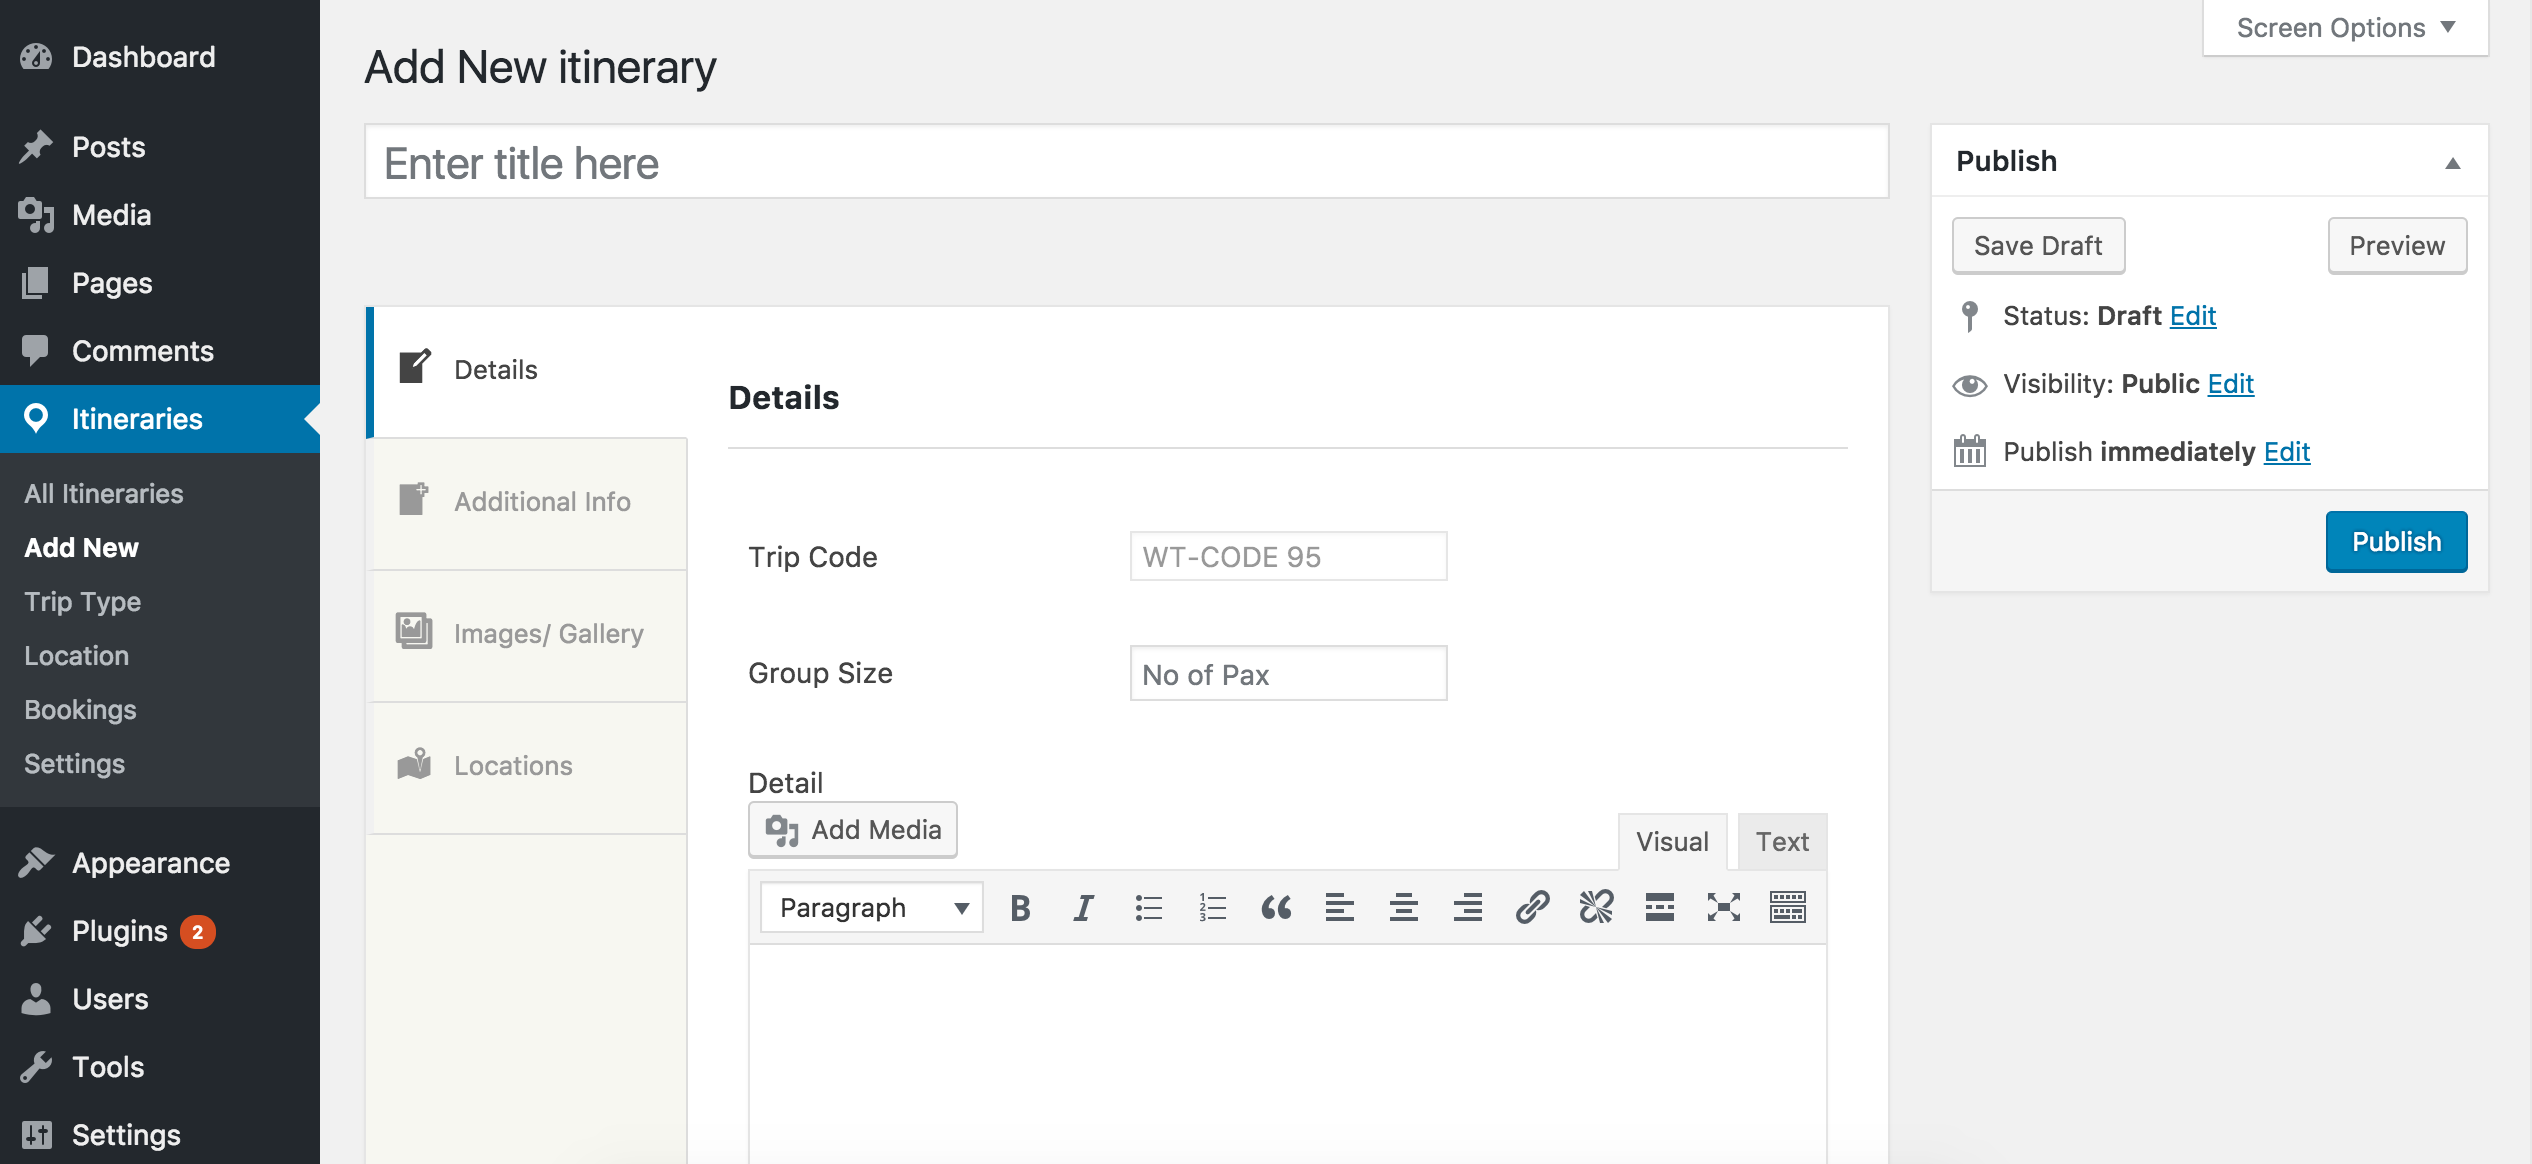 Dashboard
Posts
Media
Pages
Comments
Itineraries
All Itineraries
Add New
Trip Type
Location
Bookings
Settings
Appearance
Plugins 2
Users
Tools
Settings
Screen Options
Add New itinerary
Enter title here
Details
Additional Info
Images/ Gallery
Locations
Details
Trip Code
WT-CODE 95
Group Size
No of Pax
Detail
Add Media
Visual
Text
Paragraph
Publish
Save Draft
Preview
Status: Draft Edit
Visibility: Public Edit
Publish immediately Edit
Publish